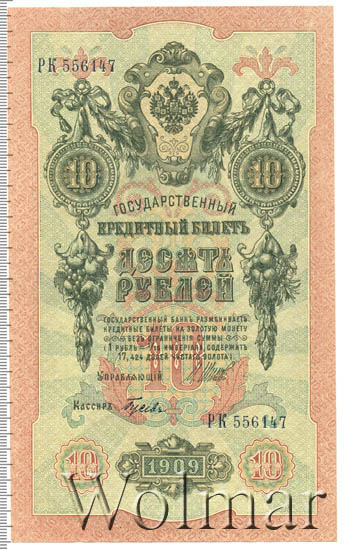 РК 556147
10 10
ГОСУДАРСТВЕННЫЙ
КРЕДИТНЫЙ БИЛЕТЪ
ДЕСЯТЬ
РУБЛЕЙ
ГОСУДАРСТВЕННЫЙ БАНКЪ РАЗМѢНИВАЕТЪ
КРЕДИТНЫЕ БИЛЕТЫ НА ЗОЛОТУЮ МОНЕТУ
БЕЗЪ ОГРАНИЧЕНІЯ СУММЫ
(1 РУБЛЬ = 1/15 ИМПЕРІАЛА, СОДЕРЖИТЪ
17,424 ДОЛЕЙ ЧИСТАГО ЗОЛОТА)
10
УПРАВЛЯЮЩІЙ
Кассиръ
РК 556147
10 1909 10
Wolmar